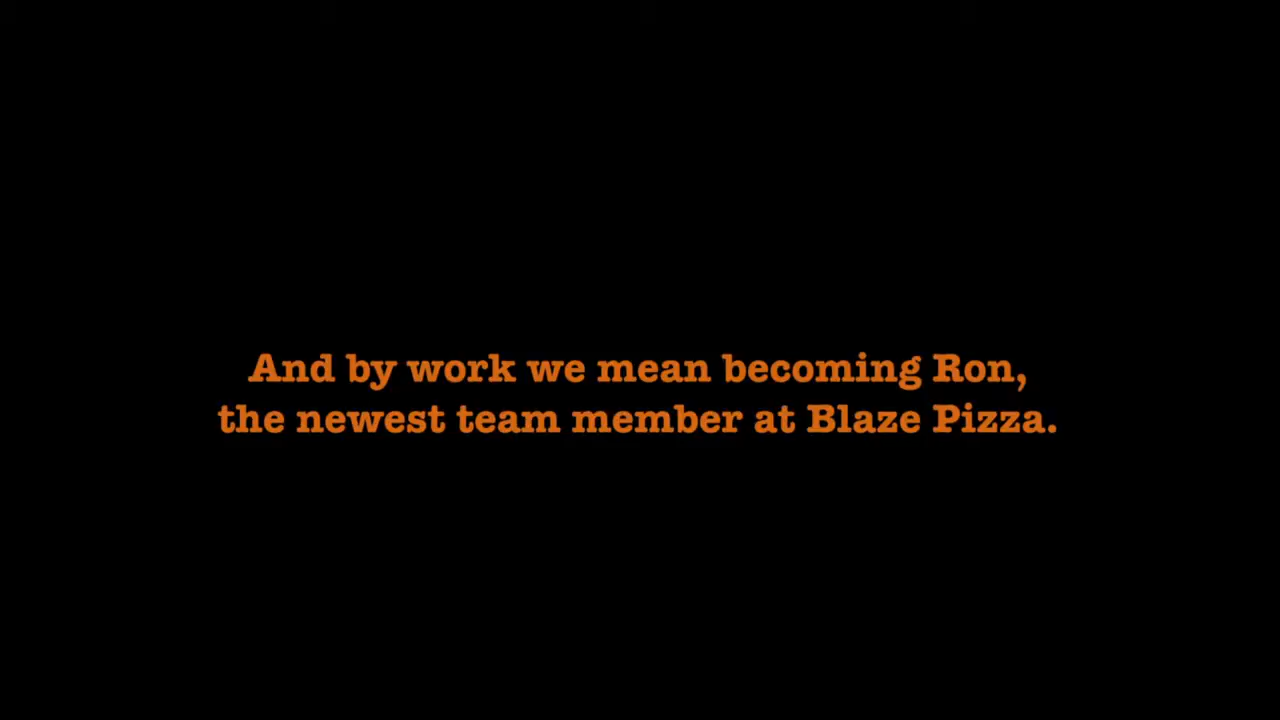 And by work we mean becoming Ron,
the newest team member at Blaze Pizza.